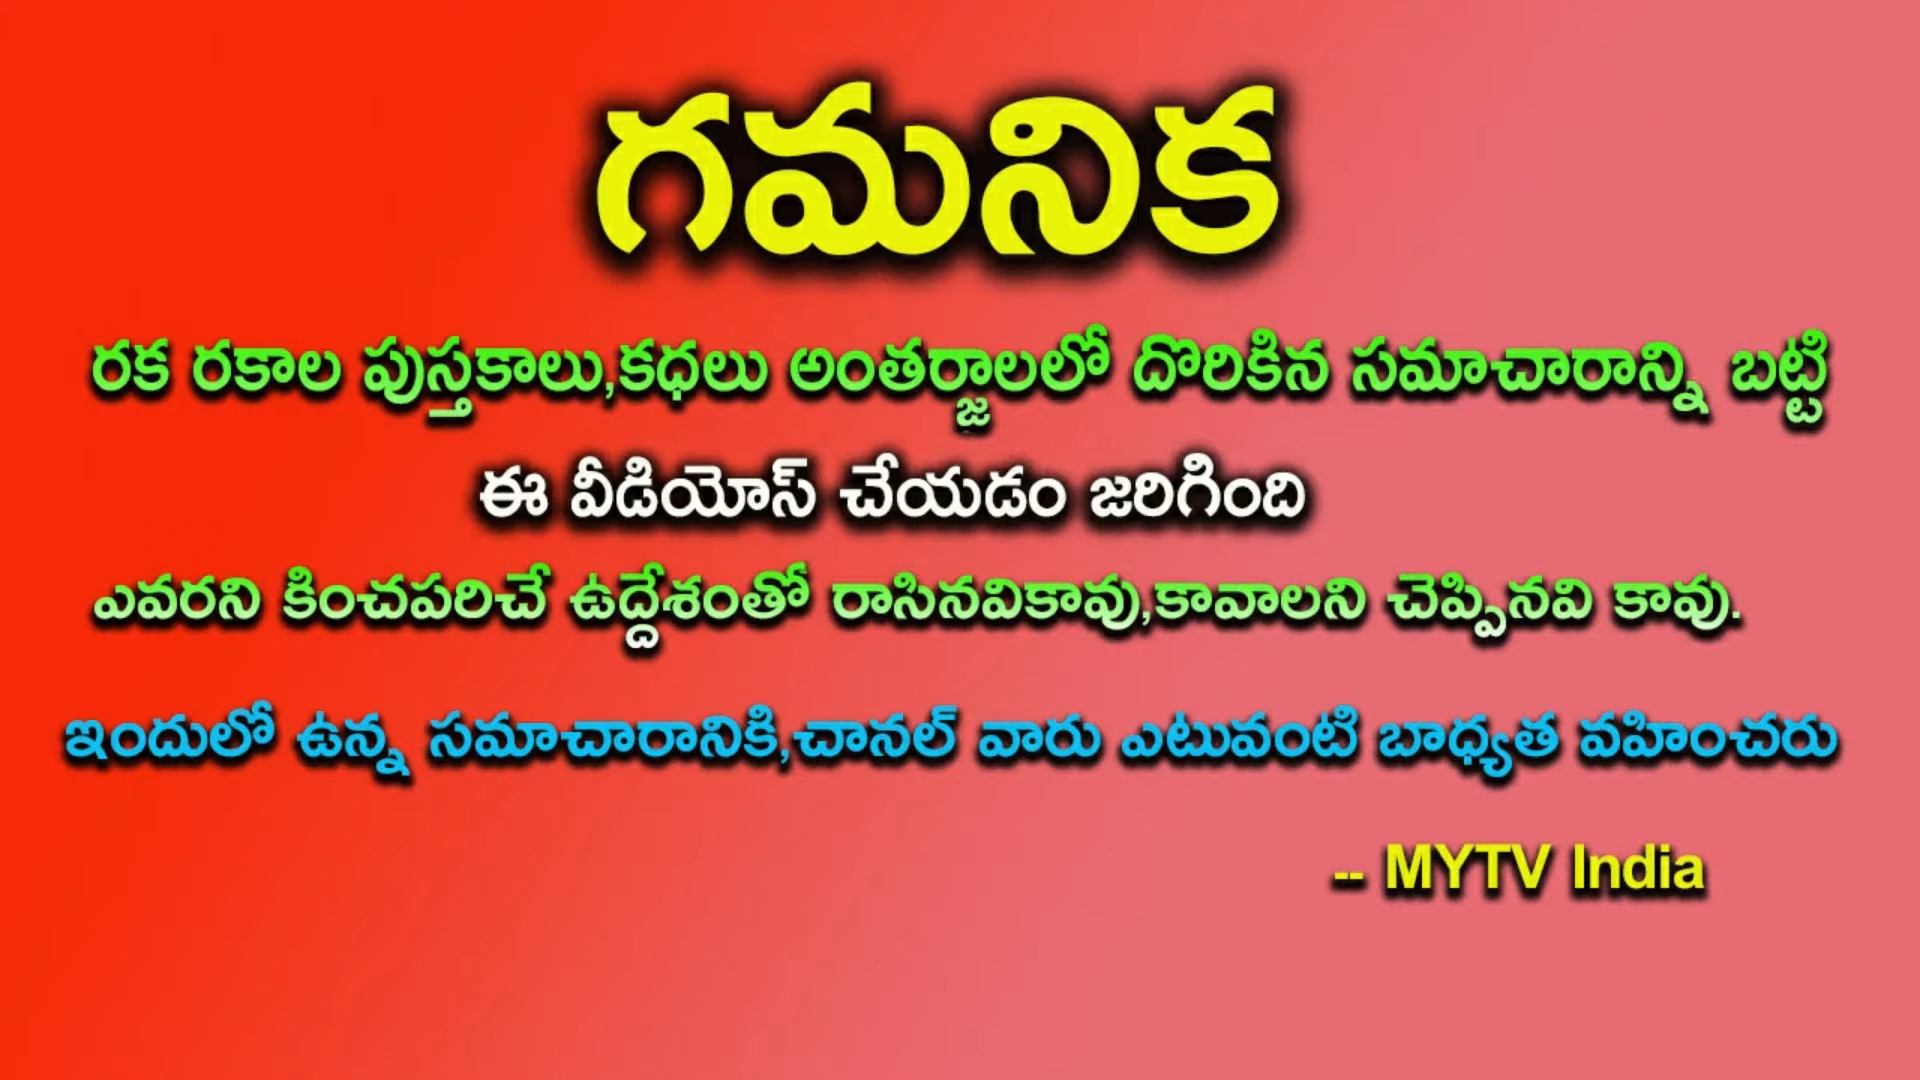 గమనిక
రక రకాల పుస్తకాలు,కధలు అంతర్జాలలో దొరికిన సమాచారాన్ని బట్టి
ఈ వీడియోస్ చేయడం జరిగింది
ఎవరని కించపరిచే ఉద్దేశంతో రాసినవికావు,కావాలని చెప్పినవి కావు.
ఇందులో ఉన్న సమాచారానికి,చానల్ వారు ఎటువంటి బాధ్యత వహించరు
-- MYTV India